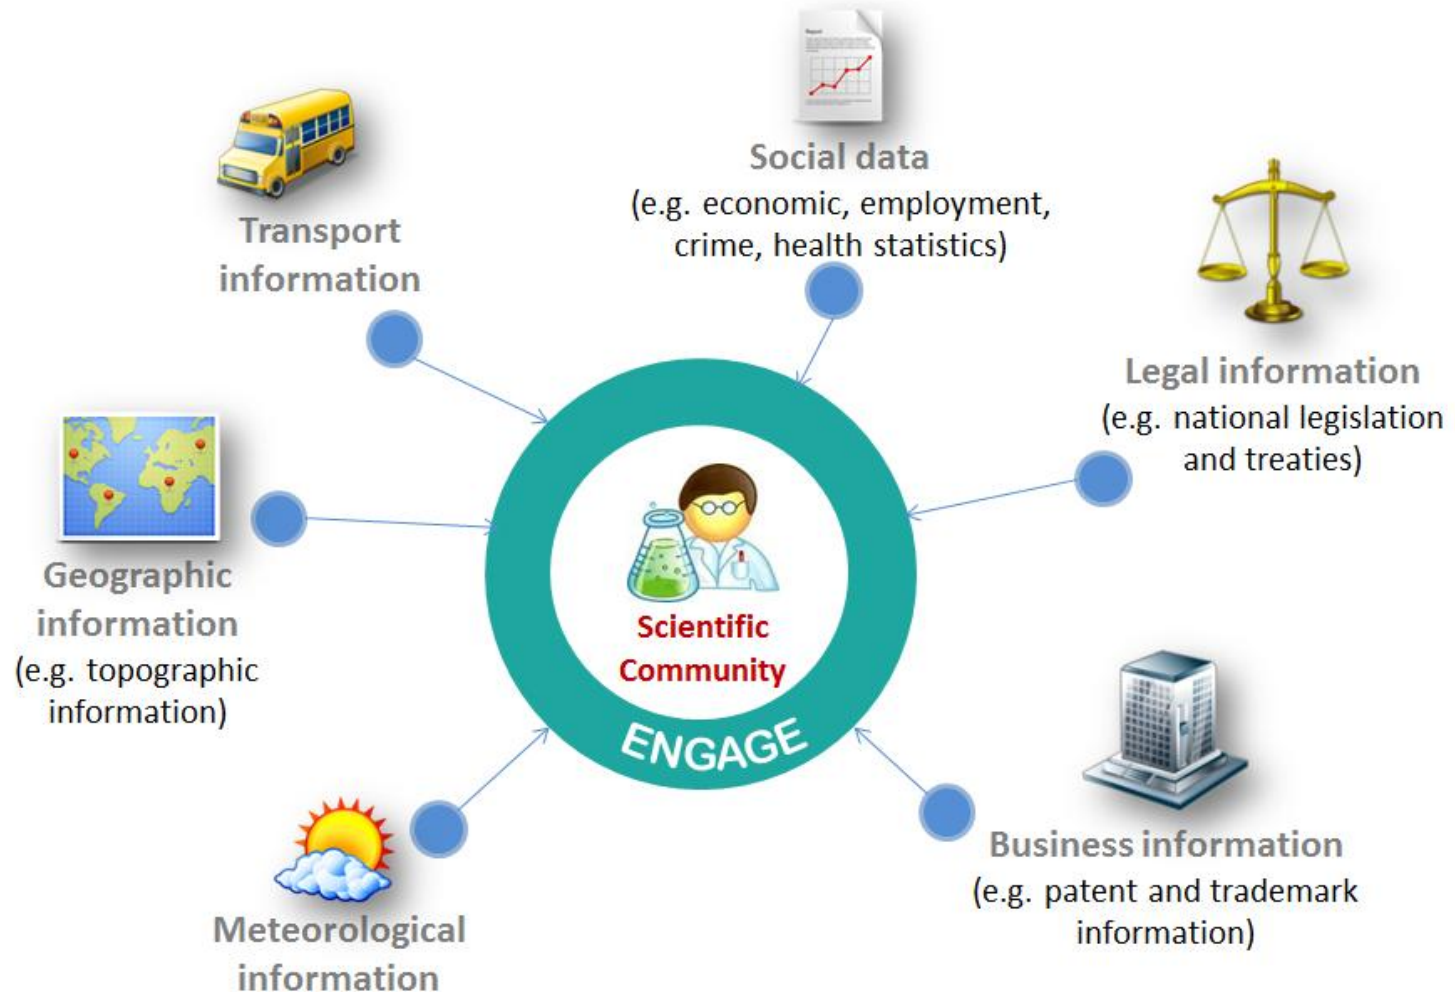 Report
Social data
(e.g. economic, employment,
crime, health statistics)
Transport
information
Legal information
(e.g. national legislation
and treaties)
Geographic
information
(e.g. topographic
information)
Scientific
Community
ENGAGE
Business information
(e.g. patent and trademark
information)
Meteorological
information